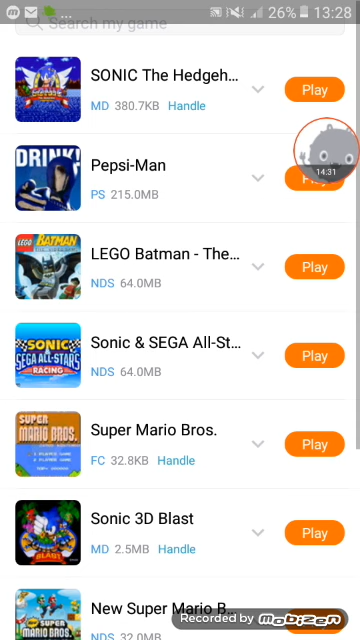 26% 13:28
Search my game
SONIC The Hedgeh...
MD 380.7KB Handle
Play
DRINK!
Pepsi-Man
PS 215.0MB
Play
14:31
LEGO BATMAN
LEGO Batman - The...
NDS 64.0MB
Play
SONIC
SEGA ALL-STARS
RACING
Sonic & SEGA All-St...
NDS 64.0MB
Play
SUPER
MARIO BROS.
Super Mario Bros.
FC 32.8KB Handle
Play
BLAST
Sonic 3D Blast
MD 2.5MB Handle
Play
SUPER
MARIO BROS.
New Super Mario B...
NDS 32.0MB
Recorded by MOBIZEN